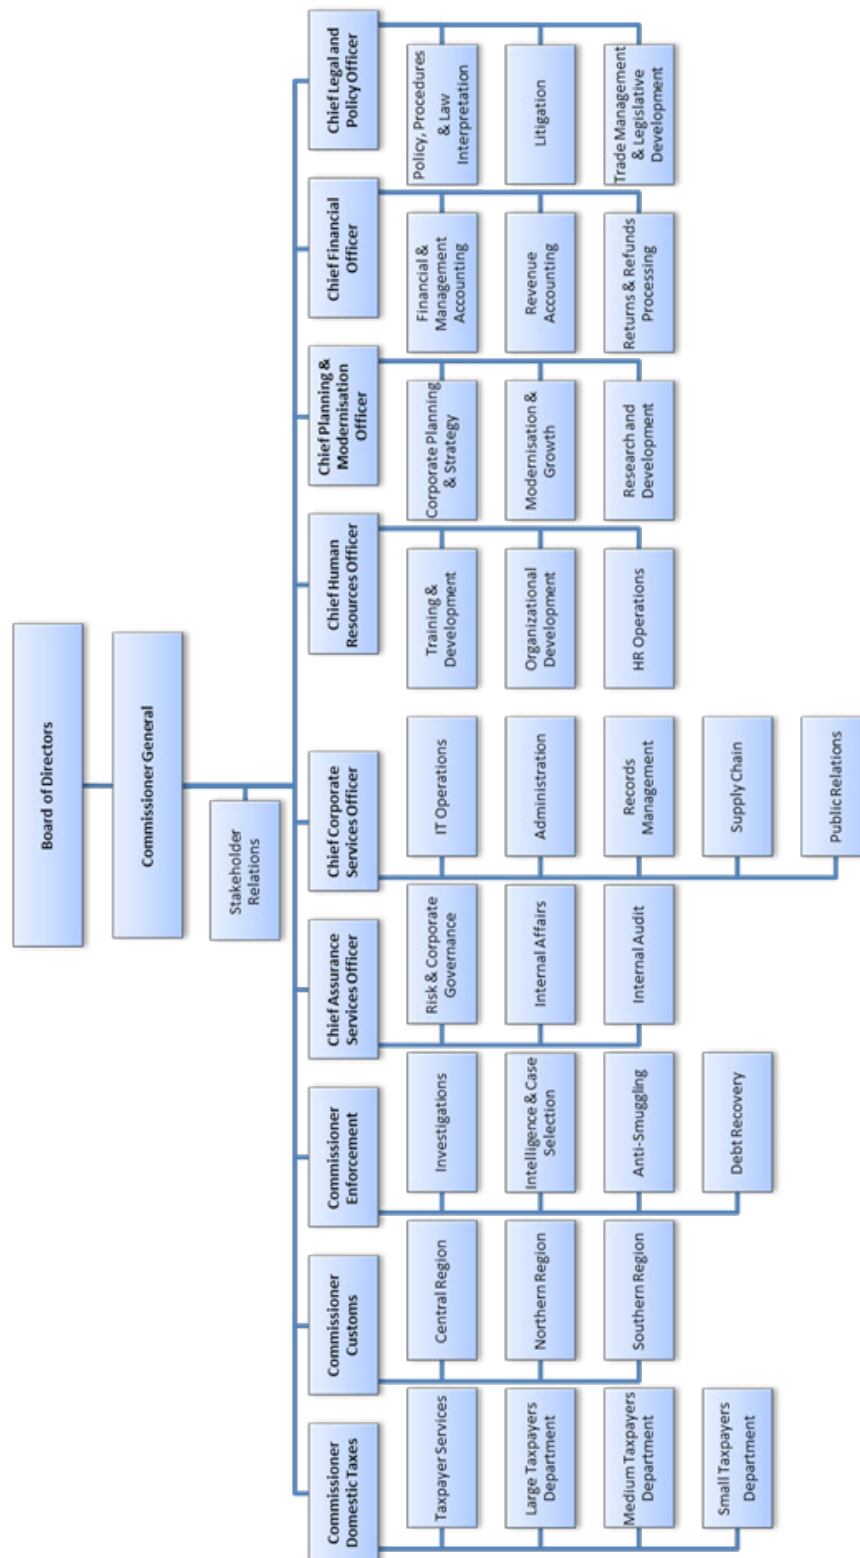 Board of Directors
Commissioner General
Stakeholder
Relations
Commissioner
Domestic Taxes
Taxpayer Services
Large Taxpayers
Department
Medium Taxpayers
Department
Small Taxpayers
Department
Commissioner
Customs
Central Region
Northern Region
Southern Region
Commissioner
Enforcement
Investigations
Intelligence & Case
Selection
Anti-Smuggling
Debt Recovery
Chief Assurance
Services Officer
Risk & Corporate
Governance
Internal Affairs
Internal Audit
Chief Corporate
Services Officer
IT Operations
Administration
Records
Management
Supply Chain
Public Relations
Chief Human
Resources Officer
Training &
Development
Organizational
Development
HR Operations
Chief Planning &
Modernisation
Officer
Corporate Planning
& Strategy
Modernisation &
Growth
Research and
Development
Chief Financial
Officer
Financial &
Management
Accounting
Revenue
Accounting
Returns & Refunds
Processing
Chief Legal and
Policy Officer
Policy, Procedures
& Law
Interpretation
Litigation
Trade Management
& Legislative
Development